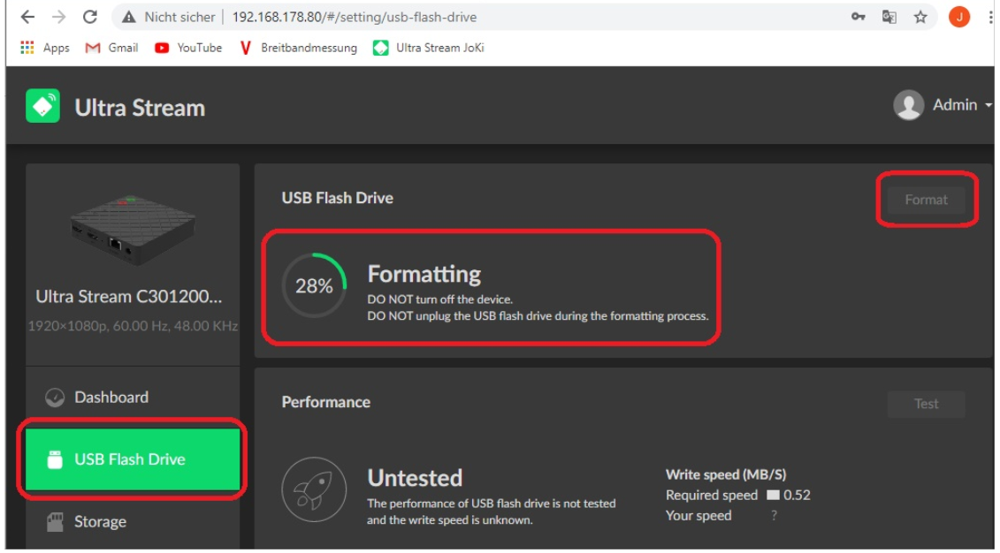 Nicht sicher | 192.168.178.80/#/setting/usb-flash-drive
J
Apps Gmail YouTube Breitbandmessung Ultra Stream JoKi
Ultra Stream
Admin
USB Flash Drive
Format
28%
Formatting
DO NOT turn off the device.
DO NOT unplug the USB flash drive during the formatting process.
Ultra Stream C301200...
1920×1080p, 60.00 Hz, 48.00 KHz
Dashboard
USB Flash Drive
Storage
Performance
Test
Untested
The performance of USB flash drive is not tested
and the write speed is unknown.
Write speed (MB/S)
Required speed 0.52
Your speed ?